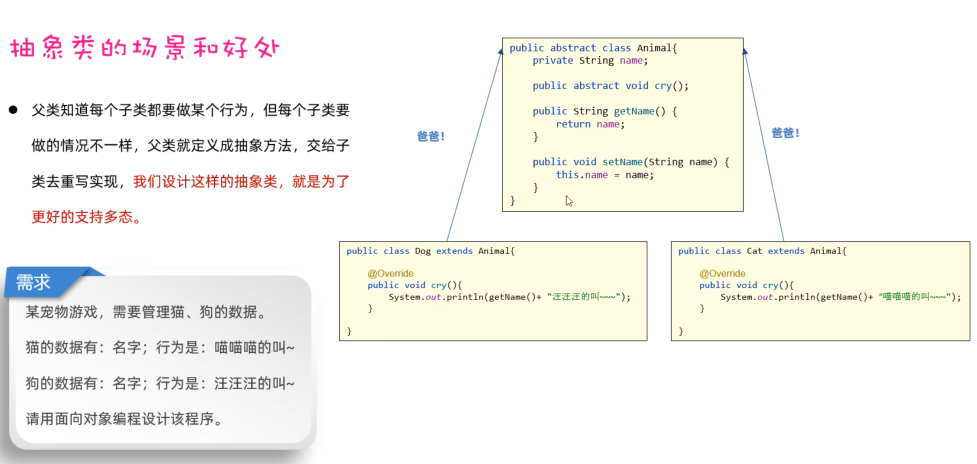 抽象类的场景和好处
● 父类知道每个子类都要做某个行为，但每个子类要
做的情况不一样，父类就定义成抽象方法，交给子
类去重写实现，我们设计这样的抽象类，就是为了
更好的支持多态。
需求
某宠物游戏，需要管理猫、狗的数据。
猫的数据有：名字；行为是：喵喵喵的叫~
狗的数据有：名字；行为是：汪汪汪的叫~
请用面向对象编程设计该程序。
public abstract class Animal{
    private String name;
    public abstract void cry();
    public String getName() {
        return name;
    }
    public void setName(String name) {
        this.name = name;
    }
}
爸爸！
爸爸！
public class Dog extends Animal{
    @Override
    public void cry(){
        System.out.println(getName()+ "汪汪汪的叫~~~");
    }
}
public class Cat extends Animal{
    @Override
    public void cry(){
        System.out.println(getName()+ “喵喵喵的叫~~~");
    }
}